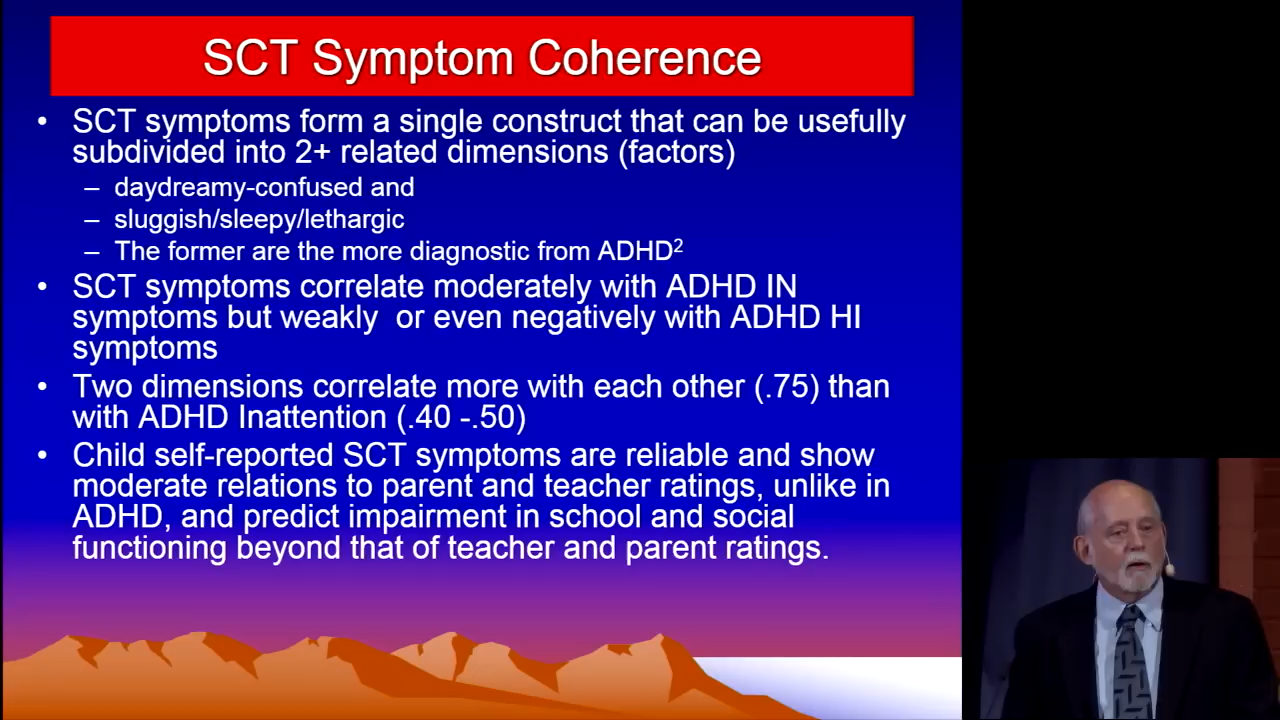 SCT Symptom Coherence
• SCT symptoms form a single construct that can be usefully
subdivided into 2+ related dimensions (factors)
– daydreamy-confused and
– sluggish/sleepy/lethargic
– The former are the more diagnostic from ADHD²
• SCT symptoms correlate moderately with ADHD IN
symptoms but weakly  or even negatively with ADHD HI
symptoms
• Two dimensions correlate more with each other (.75) than
with ADHD Inattention (.40 -.50)
• Child self-reported SCT symptoms are reliable and show
moderate relations to parent and teacher ratings, unlike in
ADHD, and predict impairment in school and social
functioning beyond that of teacher and parent ratings.